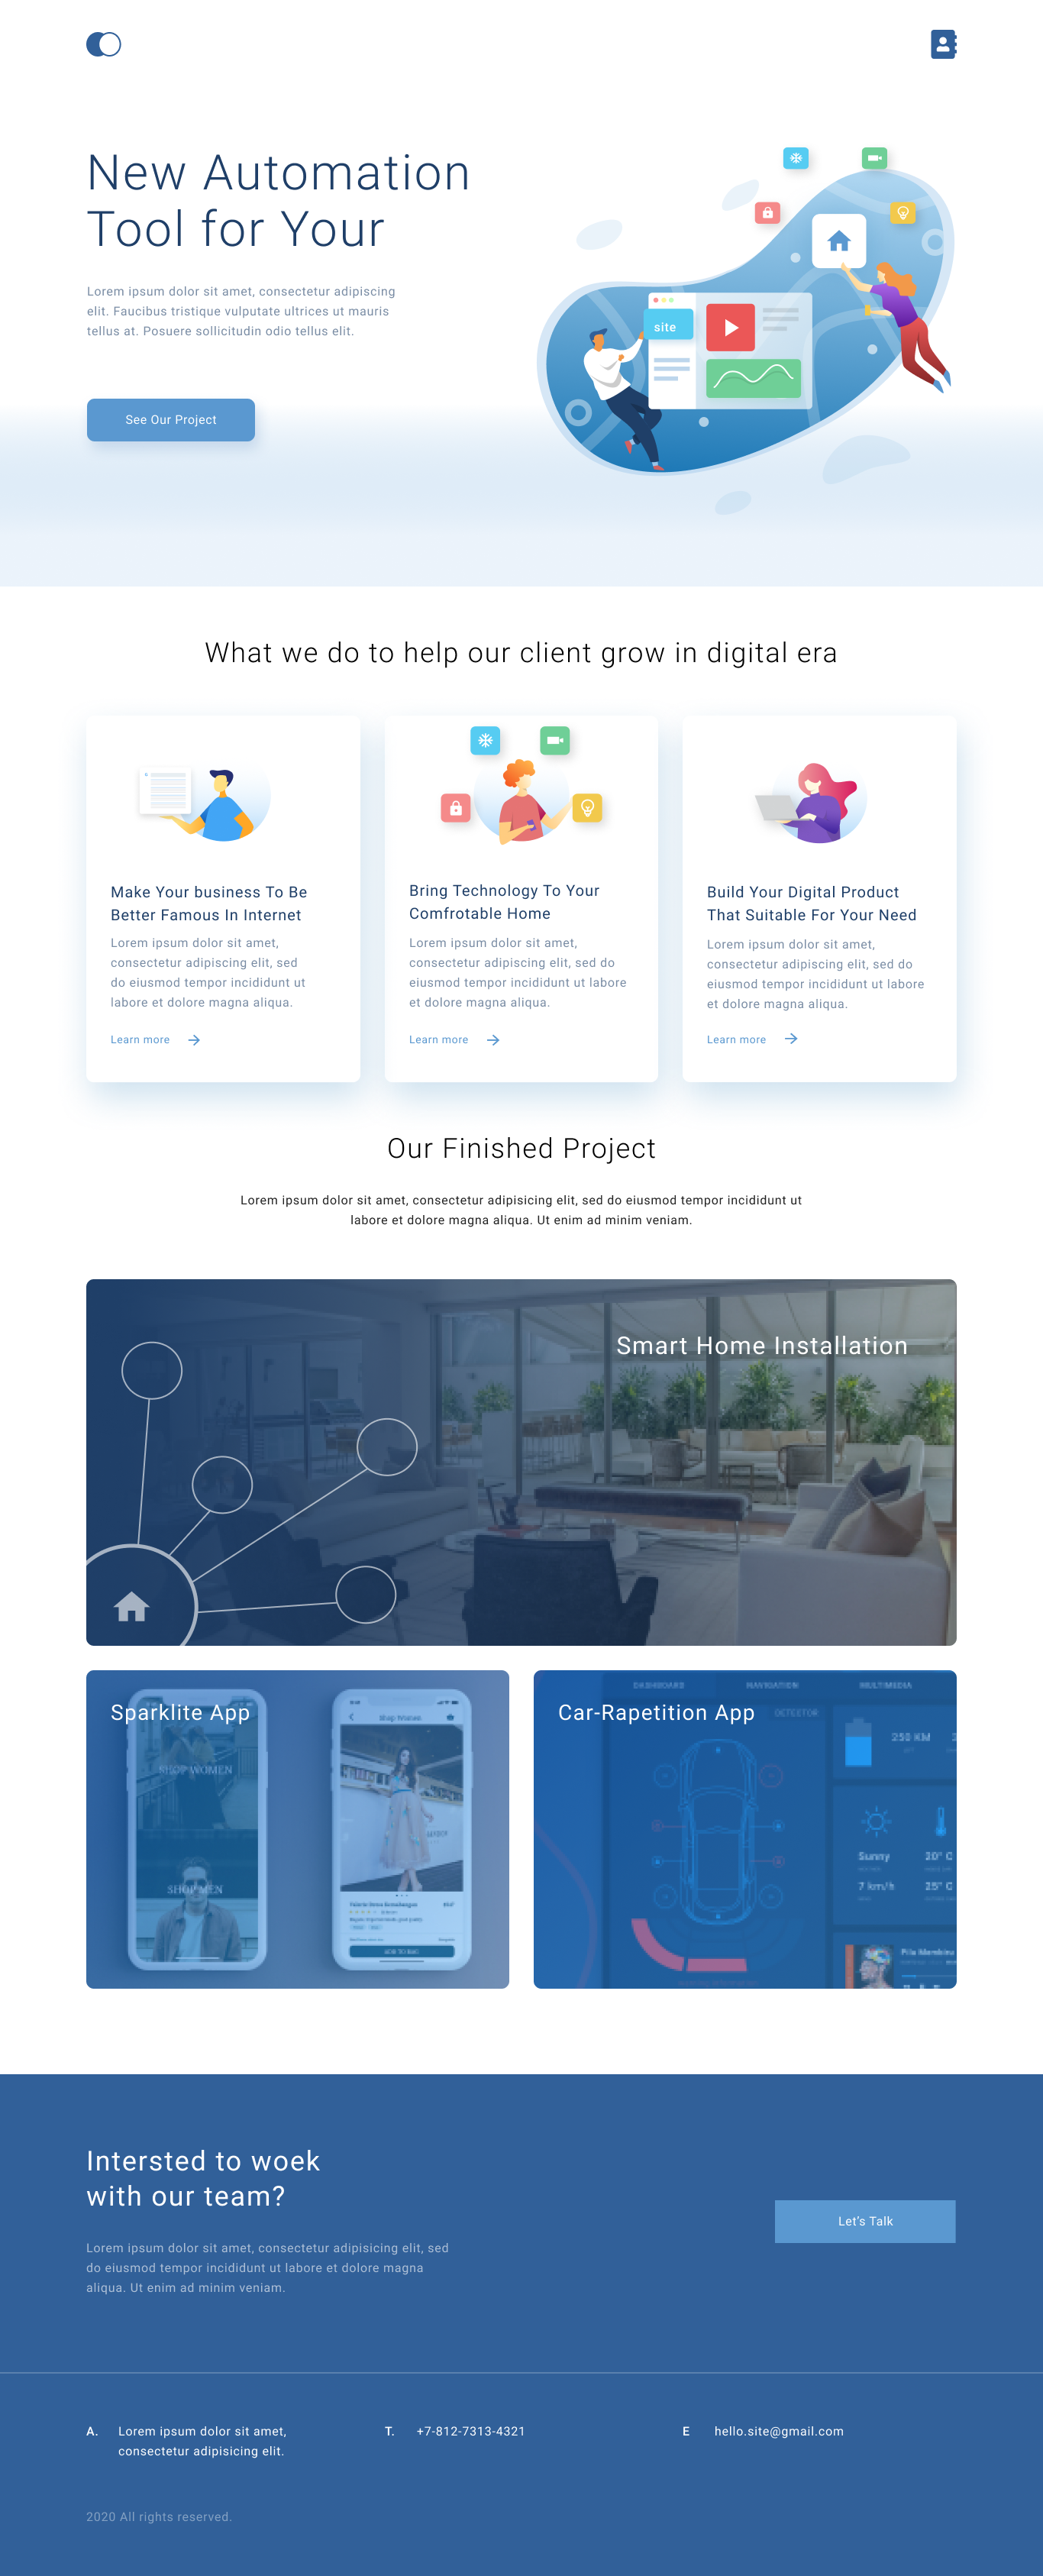 New Automation
Tool for Your
Lorem ipsum dolor sit amet, consectetur adipiscing
elit. Faucibus tristique vulputate ultrices ut mauris
tellus at. Posuere sollicitudin odio tellus elit.
See Our Project
site
What we do to help our client grow in digital era
Make Your business To Be
Better Famous In Internet
Lorem ipsum dolor sit amet,
consectetur adipiscing elit, sed
do eiusmod tempor incididunt ut
labore et dolore magna aliqua.
Learn more
Bring Technology To Your
Comfrotable Home
Lorem ipsum dolor sit amet,
consectetur adipiscing elit, sed do
eiusmod tempor incididunt ut labore
et dolore magna aliqua.
Learn more
Build Your Digital Product
That Suitable For Your Need
Lorem ipsum dolor sit amet,
consectetur adipiscing elit, sed do
eiusmod tempor incididunt ut labore
et dolore magna aliqua.
Learn more
Our Finished Project
Lorem ipsum dolor sit amet, consectetur adipisicing elit, sed do eiusmod tempor incididunt ut
labore et dolore magna aliqua. Ut enim ad minim veniam.
Smart Home Installation
Sparklite App
Shop Women
SHOP WOMEN
SHOP MEN
Car-Rapetition App
DASHBOARD
NAVIGATION
MULTIMEDIA
DETECTOR
250 KM
Sunny
20° C
7 km/h
25° C
Intersted to woek
with our team?
Lorem ipsum dolor sit amet, consectetur adipisicing elit, sed
do eiusmod tempor incididunt ut labore et dolore magna
aliqua. Ut enim ad minim veniam.
Let's Talk
A. Lorem ipsum dolor sit amet,
consectetur adipisicing elit.
T. +7-812-7313-4321
E hello.site@gmail.com
2020 All rights reserved.